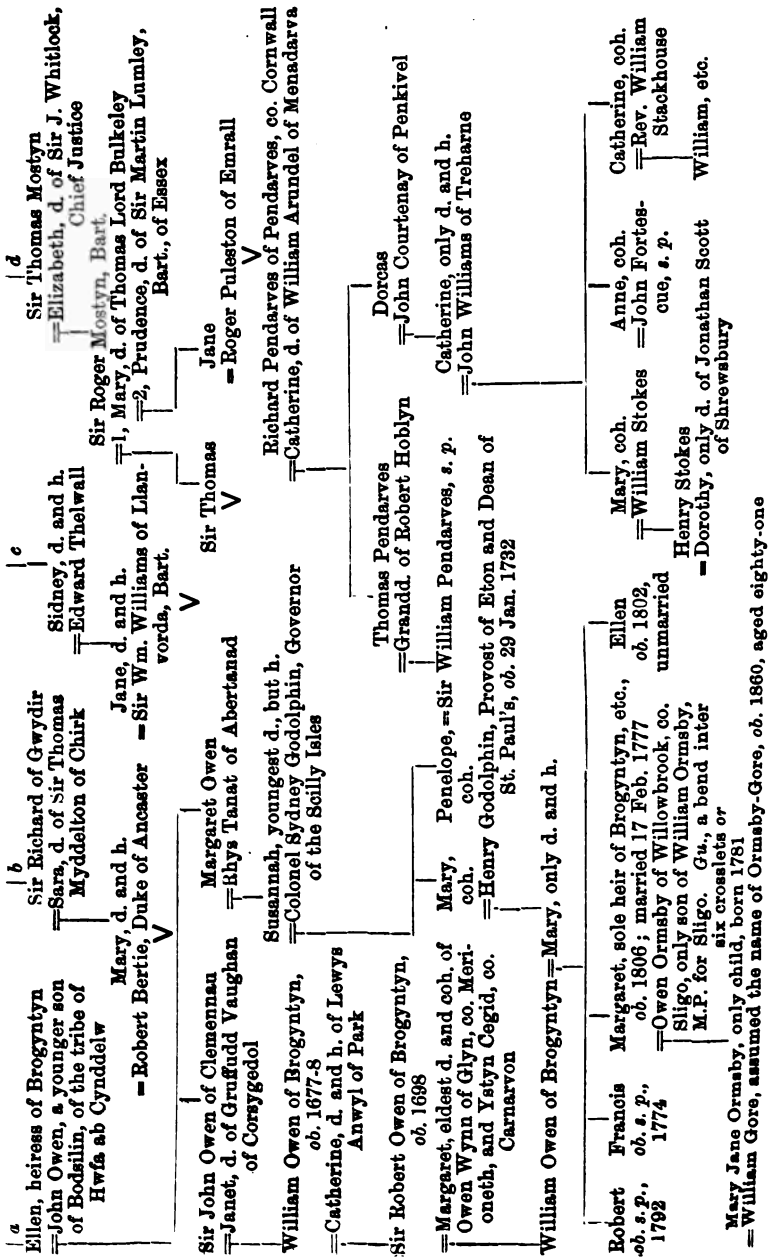 a
Ellen, heiress of Brogyntyn
=John Owen, a younger son
of Bodsilin, of the tribe of
Hwfa ab Cynddelw
b
Sir Richard of Gwydir
=Sara, d. of Sir Thomas
Myddelton of Chirk
Mary, d. and h.
=Robert Bertie, Duke of Ancaster
V
c
Sidney, d. and h.
=Edward Thelwall
Jane, d. and h.
=Sir Wm. Williams of Llan-
vorda, Bart.
V
d
Sir Thomas Mostyn
=Elizabeth, d. of Sir J. Whitlock,
Chief Justice
Sir Roger Mostyn, Bart.
=1, Mary, d. of Thomas Lord Bulkeley
=2, Prudence, d. of Sir Martin Lumley,
Bart., of Essex
Sir Thomas
V
Jane
=Roger Puleston of Emrall
V
Sir John Owen of Clemennau
=Janet, d. of Gruffudd Vaughan
of Corsygedol
Margaret Owen
=Rhys Tanat of Abertanad
Susannah, youngest d., but h.
=Colonel Sydney Godolphin, Governor
of the Scilly Isles
Richard Pendarves of Pendarves, co. Cornwall
=Catherine, d. of William Arundel of Menadarva
William Owen of Brogyntyn,
ob. 1677-8
=Catherine, d. and h. of Lewys
Anwyl of Park
Thomas Pendarves
=Grandd. of Robert Hoblyn
Dorcas
=John Courtenay of Penkivel
Sir Robert Owen of Brogyntyn,
ob. 1698
=Margaret, eldest d. and coh. of
Owen Wynn of Glyn, co. Meri-
oneth, and Ystyn Cegid, co.
Carnarvon
Mary,
coh.
=Henry Godolphin, Provost of Eton and Dean of
St. Paul's, ob. 29 Jan. 1732
Penelope,
coh.
=Sir William Pendarves, s. p.
Catherine, only d. and h.
=John Williams of Treharne
William Owen of Brogyntyn=Mary, only d. and h.
Robert
ob. s. p.,
1792
Francis
ob. s. p.,
1774
Margaret, sole heir of Brogyntyn, etc.,
ob. 1806; married 17 Feb. 1777
=Owen Ormsby of Willowbrook, co.
Sligo, only son of William Ormsby,
M.P. for Sligo. Gu., a bend inter
six crosslets or
Ellen
ob. 1802,
unmarried
Mary, coh.
=William Stokes
Henry Stokes
=Dorothy, only d. of Jonathan Scott
of Shrewsbury
Anne, coh.
=John Fortes-
cue, s. p.
Catherine, coh.
=Rev. William
Stackhouse
William, etc.
Mary Jane Ormsby, only child, born 1781
=William Gore, assumed the name of Ormsby-Gore, ob. 1860, aged eighty-one